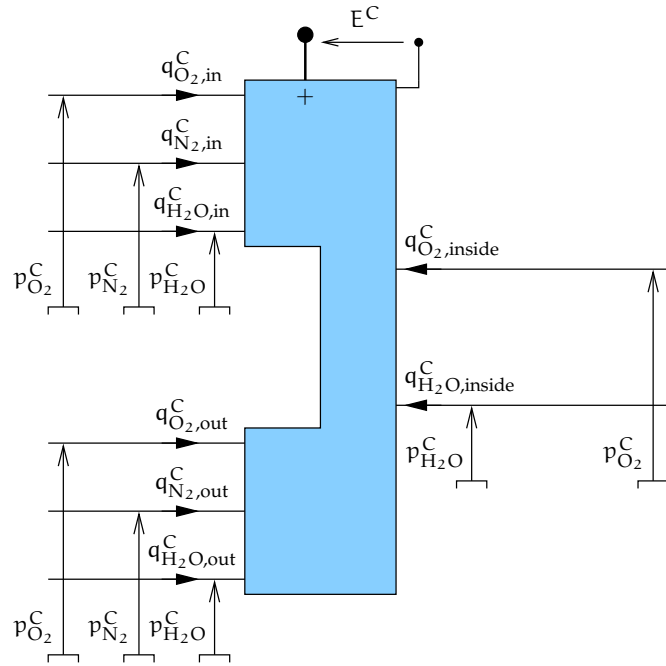 E^C
q^C_{O_2,in}
+
q^C_{N_2,in}
q^C_{H_2O,in}
q^C_{O_2,inside}
p^C_{O_2} p^C_{N_2} p^C_{H_2O}
q^C_{H_2O,inside}
q^C_{O_2,out}
p^C_{H_2O} p^C_{O_2}
q^C_{N_2,out}
q^C_{H_2O,out}
p^C_{O_2} p^C_{N_2} p^C_{H_2O}